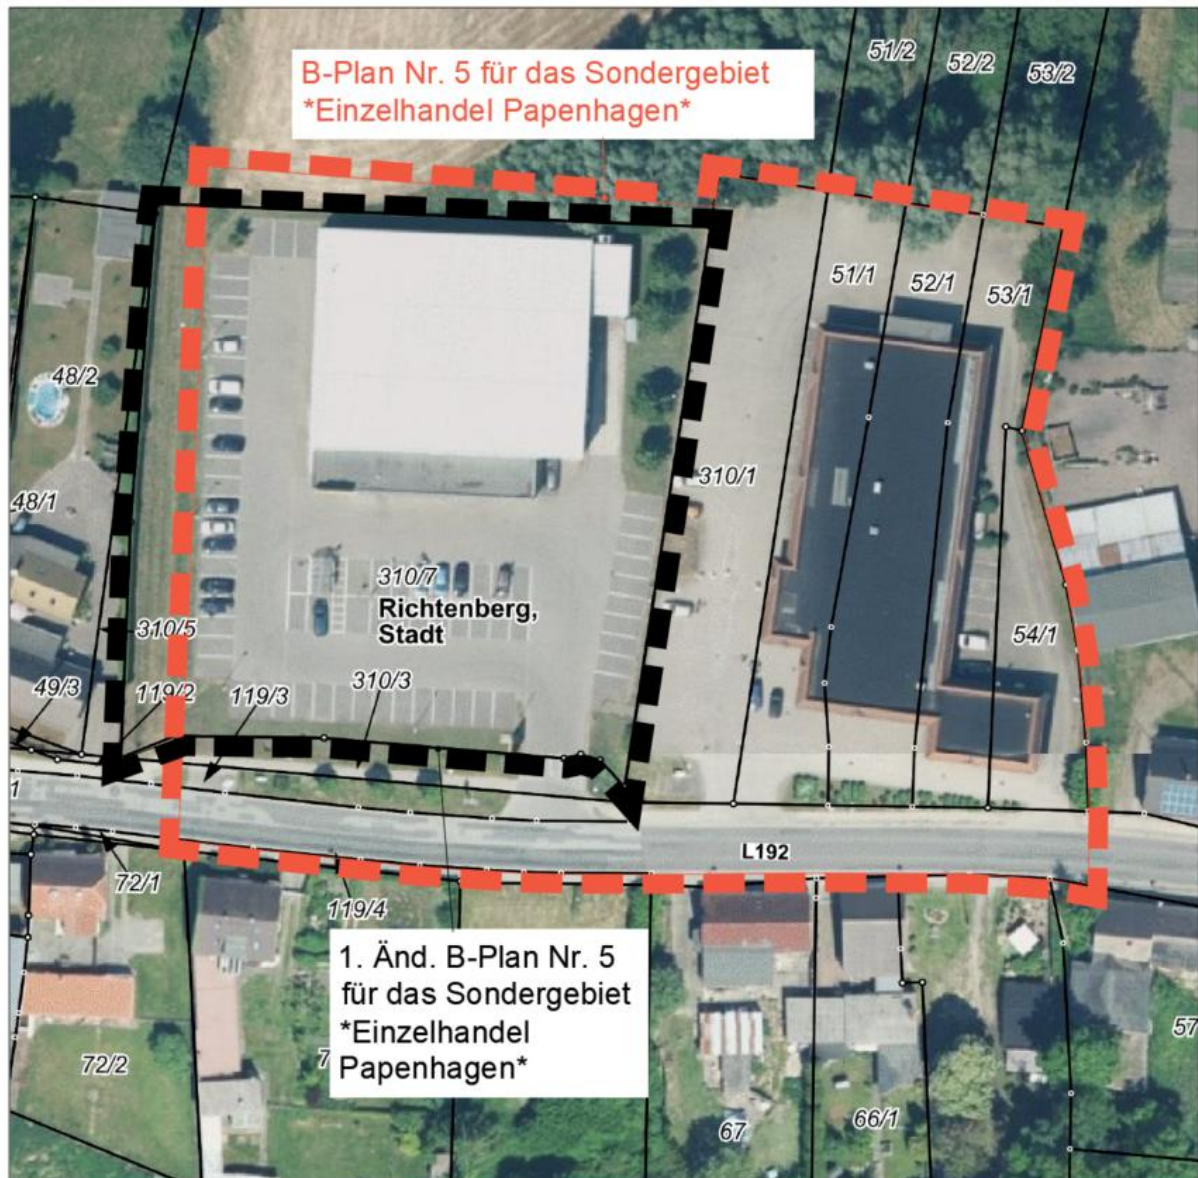 51/2
52/2
53/2
B-Plan Nr. 5 für das Sondergebiet
*Einzelhandel Papenhagen*
51/1
52/1
53/1
48/2
310/1
48/1
310/7
Richtenberg,
Stadt
310/5
54/1
49/3
119/2
119/3
310/3
1
L192
72/1
119/4
1. Änd. B-Plan Nr. 5
für das Sondergebiet
*Einzelhandel
Papenhagen*
7
57
72/2
67
66/1